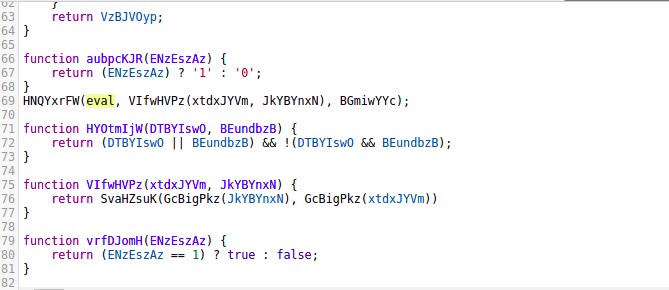 62     }
63     return VzBJVOyp;
64 }
65
66 function aubpcKJR(ENzEszAz) {
67     return (ENzEszAz) ? '1' : '0';
68 }
69 HNQYxrFW(eval, VIfwHVPz(xtdxJYVm, JkYBYnxN), BGmiwYYc);
70
71 function HYOtmIjW(DTBYIswO, BEundbzB) {
72     return (DTBYIswO || BEundbzB) && !(DTBYIswO && BEundbzB);
73 }
74
75 function VIfwHVPz(xtdxJYVm, JkYBYnxN) {
76     return SvaHZsuK(GcBigPkz(JkYBYnxN), GcBigPkz(xtdxJYVm))
77 }
78
79 function vrfDJomH(ENzEszAz) {
80     return (ENzEszAz == 1) ? true : false;
81 }
82